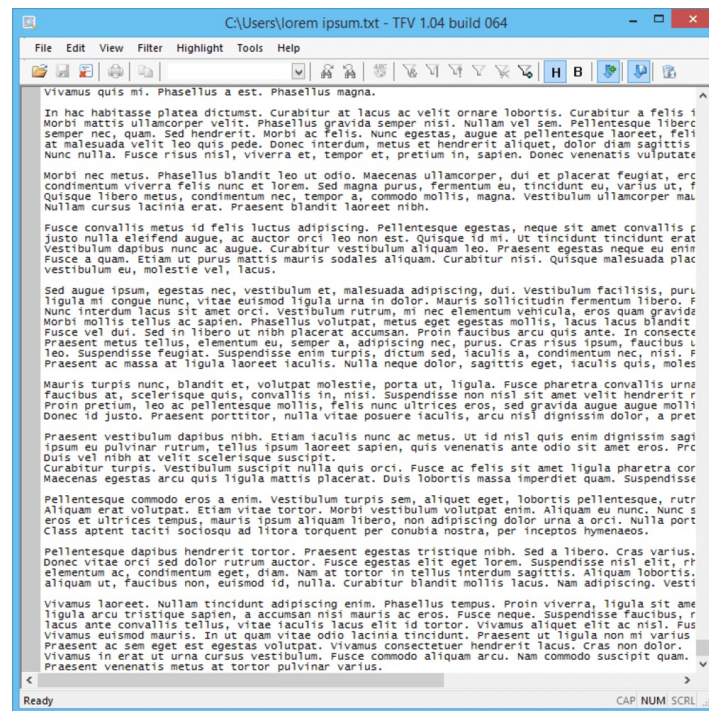 C:\Users\lorem ipsum.txt - TFV 1.04 build 064
File Edit View Filter Highlight Tools Help
H B
Vivamus quis mi. Phasellus a est. Phasellus magna.
In hac habitasse platea dictumst. Curabitur at lacus ac velit ornare lobortis. Curabitur a felis i
Morbi mattis ullamcorper velit. Phasellus gravida semper nisi. Nullam vel sem. Pellentesque liberc
semper nec, quam. Sed hendrerit. Morbi ac felis. Nunc egestas, augue at pellentesque laoreet, feli
at malesuada velit leo quis pede. Donec interdum, metus et hendrerit aliquet, dolor diam sagittis
Nunc nulla. Fusce risus nisl, viverra et, tempor et, pretium in, sapien. Donec venenatis vulputate
Morbi nec metus. Phasellus blandit leo ut odio. Maecenas ullamcorper, dui et placerat feugiat, erc
condimentum viverra felis nunc et lorem. Sed magna purus, fermentum eu, tincidunt eu, varius ut, f
Quisque libero metus, condimentum nec, tempor a, commodo mollis, magna. Vestibulum ullamcorper mau
Nullam cursus lacinia erat. Praesent blandit laoreet nibh.
Fusce convallis metus id felis luctus adipiscing. Pellentesque egestas, neque sit amet convallis p
justo nulla eleifend augue, ac auctor orci leo non est. Quisque id mi. Ut tincidunt tincidunt erat
Vestibulum dapibus nunc ac augue. Curabitur vestibulum aliquam leo. Praesent egestas neque eu enim
Fusce a quam. Etiam ut purus mattis mauris sodales aliquam. Curabitur nisi. Quisque malesuada plac
vestibulum eu, molestie vel, lacus.
Sed augue ipsum, egestas nec, vestibulum et, malesuada adipiscing, dui. Vestibulum facilisis, puru
ligula mi congue nunc, vitae euismod ligula urna in dolor. Mauris sollicitudin fermentum libero. P
Nunc interdum lacus sit amet orci. Vestibulum rutrum, mi nec elementum vehicula, eros quam gravida
Morbi mollis tellus ac sapien. Phasellus volutpat, metus eget egestas mollis, lacus lacus blandit
Fusce vel dui. Sed in libero ut nibh placerat accumsan. Proin faucibus arcu quis ante. In consecte
Praesent metus tellus, elementum eu, semper a, adipiscing nec, purus. Cras risus ipsum, faucibus u
leo. Suspendisse feugiat. Suspendisse enim turpis, dictum sed, iaculis a, condimentum nec, nisi. P
Praesent ac massa at ligula laoreet iaculis. Nulla neque dolor, sagittis eget, iaculis quis, moles
Mauris turpis nunc, blandit et, volutpat molestie, porta ut, ligula. Fusce pharetra convallis urna
faucibus at, scelerisque quis, convallis in, nisi. Suspendisse non nisl sit amet velit hendrerit r
Proin pretium, leo ac pellentesque mollis, felis nunc ultrices eros, sed gravida augue augue molli
Donec id justo. Praesent porttitor, nulla vitae posuere iaculis, arcu nisl dignissim dolor, a pret
Praesent vestibulum dapibus nibh. Etiam iaculis nunc ac metus. Ut id nisl quis enim dignissim sagi
ipsum eu pulvinar rutrum, tellus ipsum laoreet sapien, quis venenatis ante odio sit amet eros. Prc
Duis vel nibh at velit scelerisque suscipit.
Curabitur turpis. Vestibulum suscipit nulla quis orci. Fusce ac felis sit amet ligula pharetra cor
Maecenas egestas arcu quis ligula mattis placerat. Duis lobortis massa imperdiet quam. Suspendisse
Pellentesque commodo eros a enim. Vestibulum turpis sem, aliquet eget, lobortis pellentesque, rutr
Aliquam erat volutpat. Etiam vitae tortor. Morbi vestibulum volutpat enim. Aliquam eu nunc. Nunc s
eros et ultrices tempus, mauris ipsum aliquam libero, non adipiscing dolor urna a orci. Nulla port
Class aptent taciti sociosqu ad litora torquent per conubia nostra, per inceptos hymenaeos.
Pellentesque dapibus hendrerit tortor. Praesent egestas tristique nibh. Sed a libero. Cras varius.
Donec vitae orci sed dolor rutrum auctor. Fusce egestas elit eget lorem. Suspendisse nisl elit, rh
elementum ac, condimentum eget, diam. Nam at tortor in tellus interdum sagittis. Aliquam lobortis.
aliquam ut, faucibus non, euismod id, nulla. Curabitur blandit mollis lacus. Nam adipiscing. Vesti
Vivamus laoreet. Nullam tincidunt adipiscing enim. Phasellus tempus. Proin viverra, ligula sit ame
ligula arcu tristique sapien, a accumsan nisi mauris ac eros. Fusce neque. Suspendisse faucibus, r
lacus ante convallis tellus, vitae iaculis lacus elit id tortor. Vivamus aliquet elit ac nisl. Fus
Vivamus euismod mauris. In ut quam vitae odio lacinia tincidunt. Praesent ut ligula non mi varius
Praesent ac sem eget est egestas volutpat. Vivamus consectetuer hendrerit lacus. Cras non dolor.
Vivamus in erat ut urna cursus vestibulum. Fusce commodo aliquam arcu. Nam commodo suscipit quam.
Praesent venenatis metus at tortor pulvinar varius.
Ready
CAP NUM SCRL